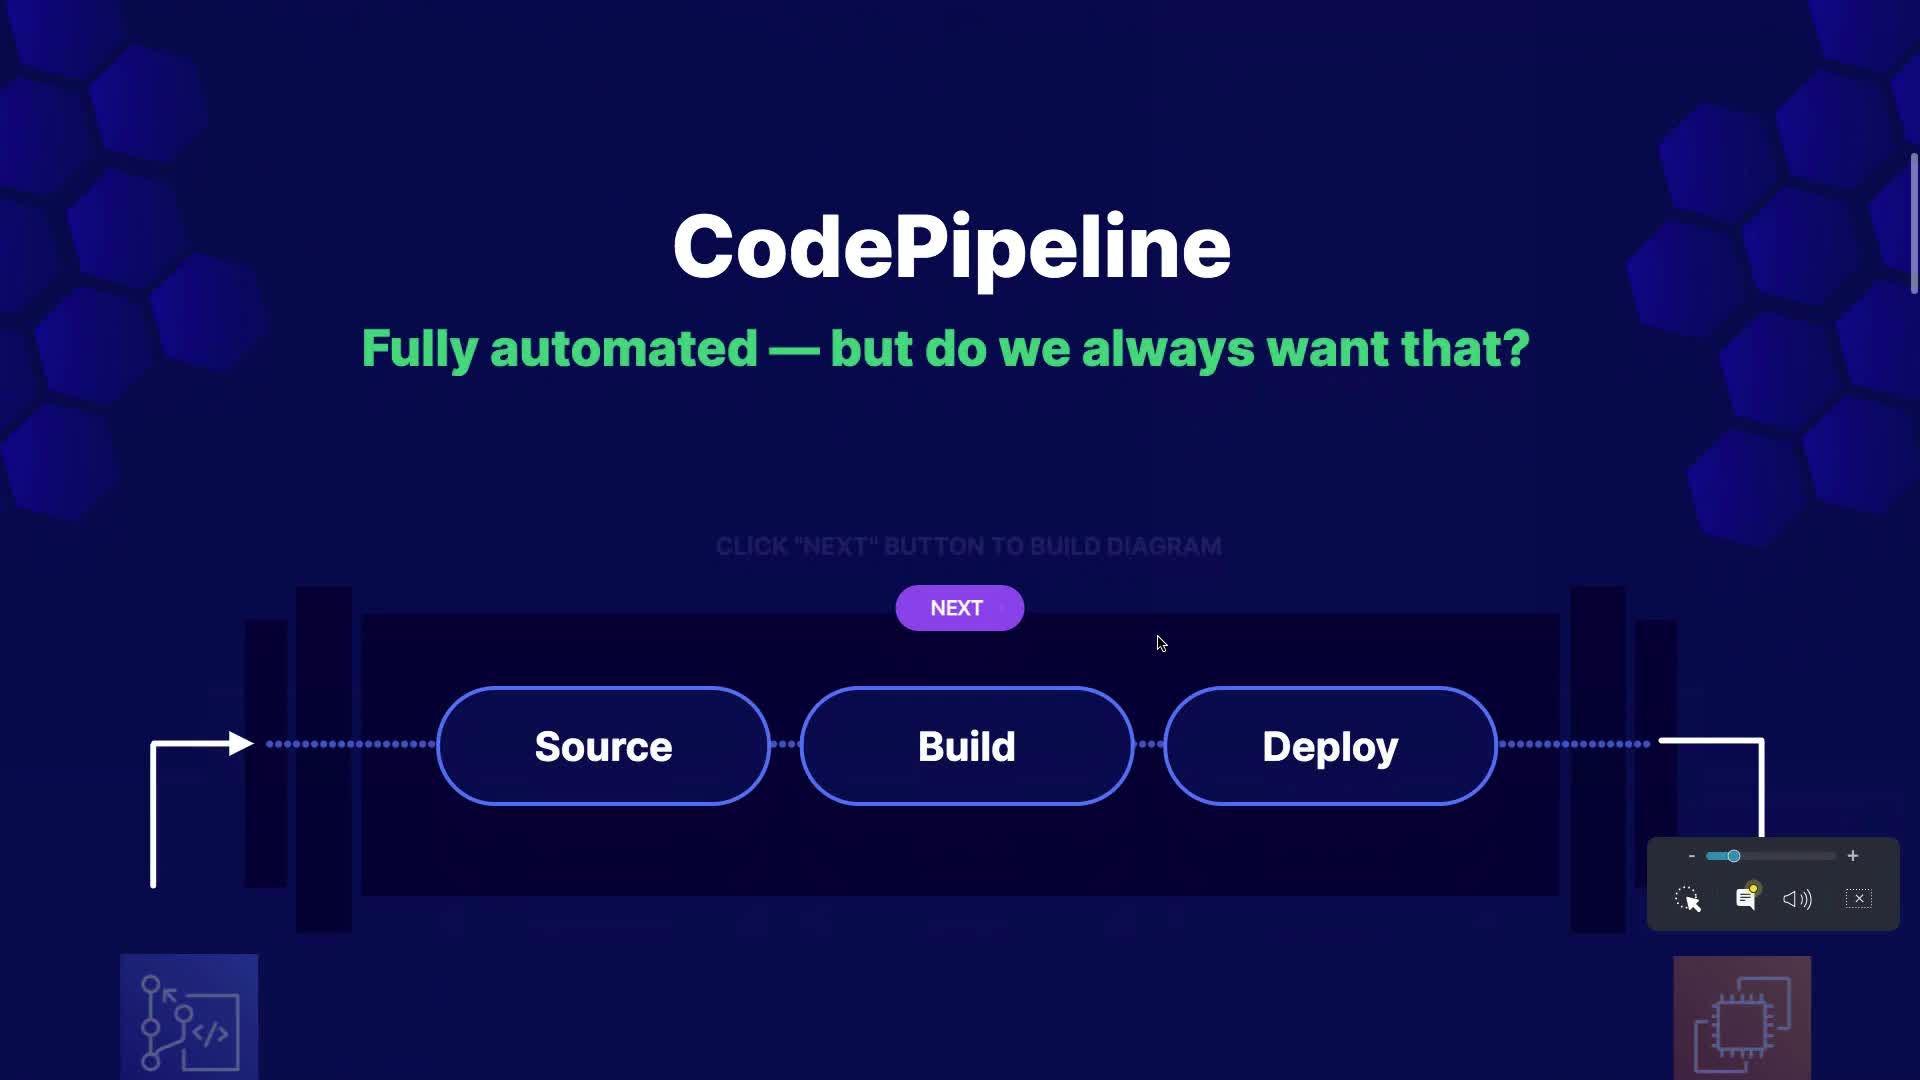 CodePipeline
Fully automated — but do we always want that?
CLICK "NEXT" BUTTON TO BUILD DIAGRAM
NEXT
Source
Build
Deploy
- +